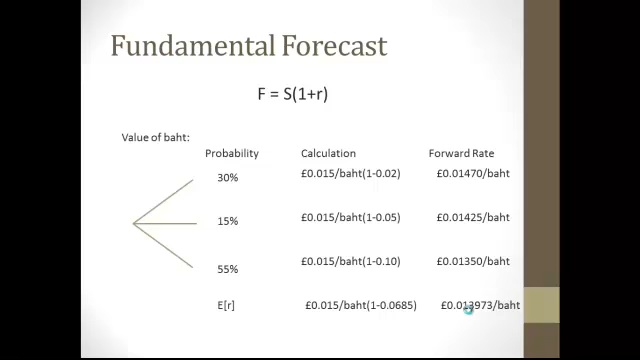 Fundamental Forecast
F = S(1+r)
Value of baht:
Probability Calculation Forward Rate
30% £0.015/baht(1-0.02) £0.01470/baht
15% £0.015/baht(1-0.05) £0.01425/baht
55% £0.015/baht(1-0.10) £0.01350/baht
E[r] £0.015/baht(1-0.0685) £0.013973/baht